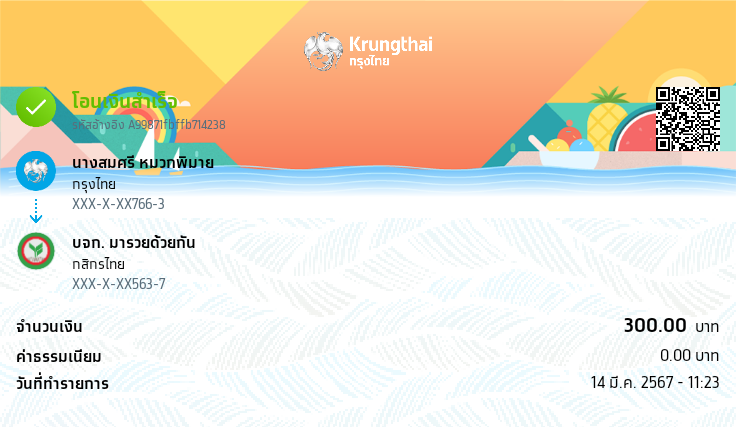 Krungthai
กรุงไทย
โอนเงินสำเร็จ
รหัสอ้างอิง A99871fbffb714238
นางสมศรี หมวกพิมาย
กรุงไทย
XXX-X-XX766-3
บจก. มารวยด้วยกัน
กสิกรไทย
XXX-X-XX563-7
จำนวนเงิน 300.00 บาท
ค่าธรรมเนียม 0.00 บาท
วันที่ทำรายการ 14 มี.ค. 2567 - 11:23